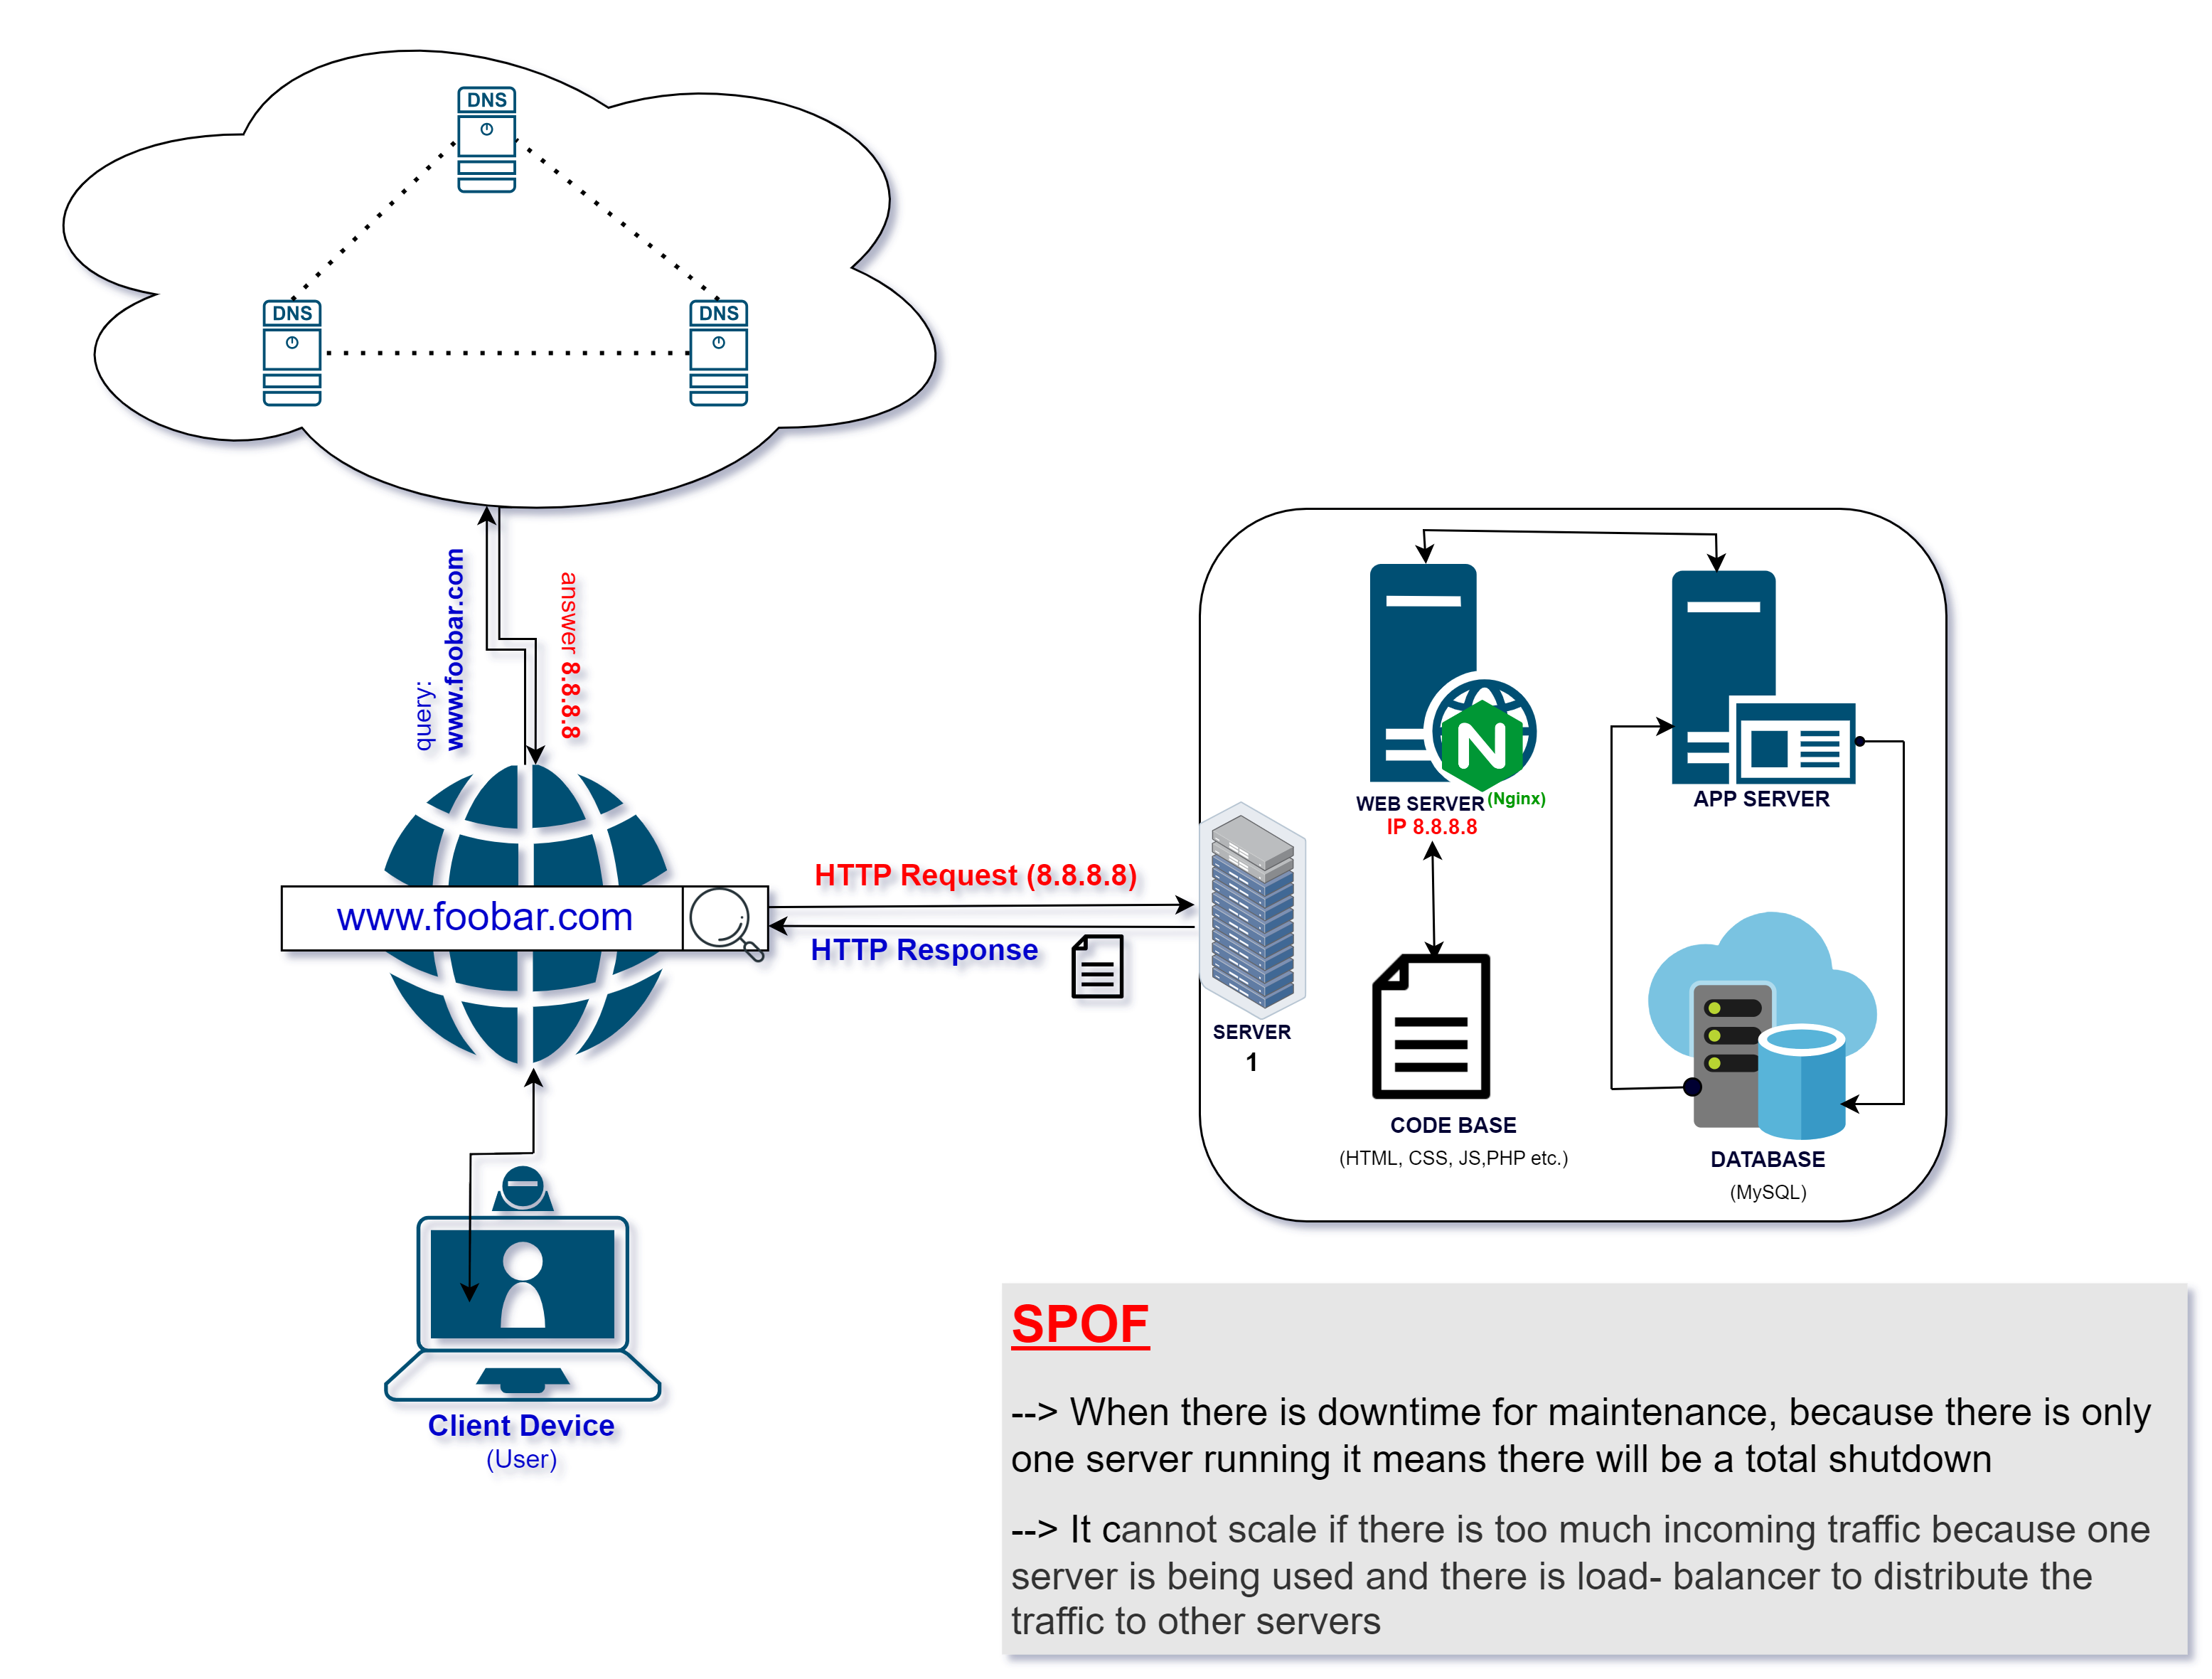 DNS
DNS
DNS
query:
www.foobar.com
answer 8.8.8.8
www.foobar.com
HTTP Request (8.8.8.8)
HTTP Response
Client Device
(User)
SERVER
1
WEB SERVER (Nginx)
IP 8.8.8.8
APP SERVER
CODE BASE
(HTML, CSS, JS,PHP etc.)
DATABASE
(MySQL)
SPOF
--> When there is downtime for maintenance, because there is only
one server running it means there will be a total shutdown
--> It cannot scale if there is too much incoming traffic because one
server is being used and there is load- balancer to distribute the
traffic to other servers